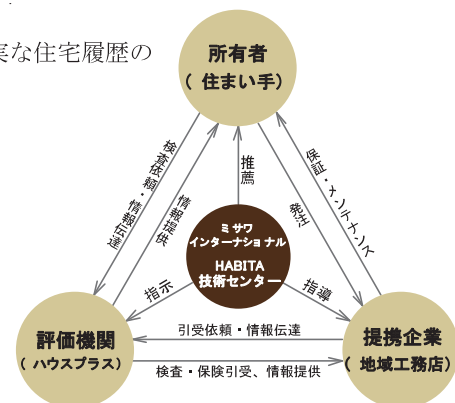 実な住宅履歴の
所有者
（住まい手）
検査依頼・情報伝達
情報提供
推薦
発注
保証・メンテナンス
ミサワ
インターナショナル
HABITA
技術センター
指示
指導
評価機関
（ハウスプラス）
引受依頼・情報伝達
検査・保険引受、情報提供
提携企業
（地域工務店）